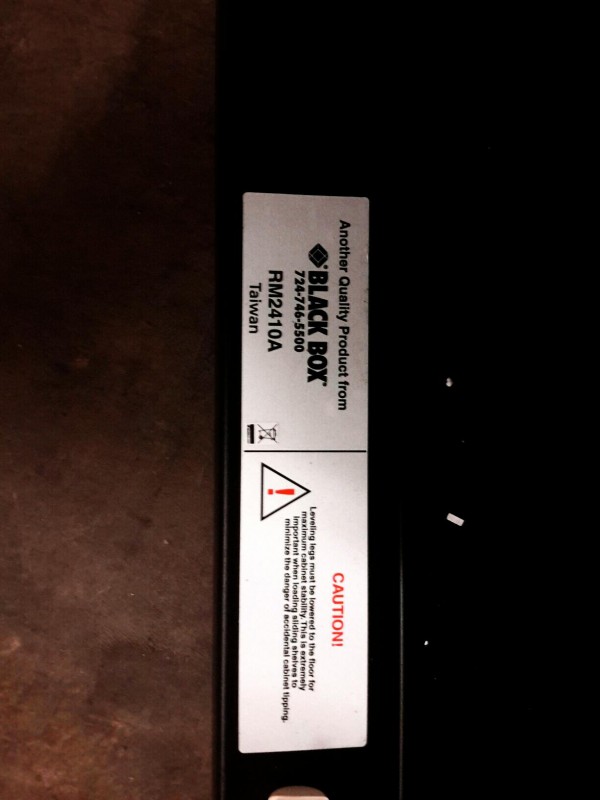 Another Quality Product from
BLACK BOX
724-746-5500
RM2410A
Taiwan
CAUTION!
Leveling legs must be lowered to the floor for
maximum cabinet stability. This is extremely
important when loading sliding shelves to
minimize the danger of accidental cabinet tipping.